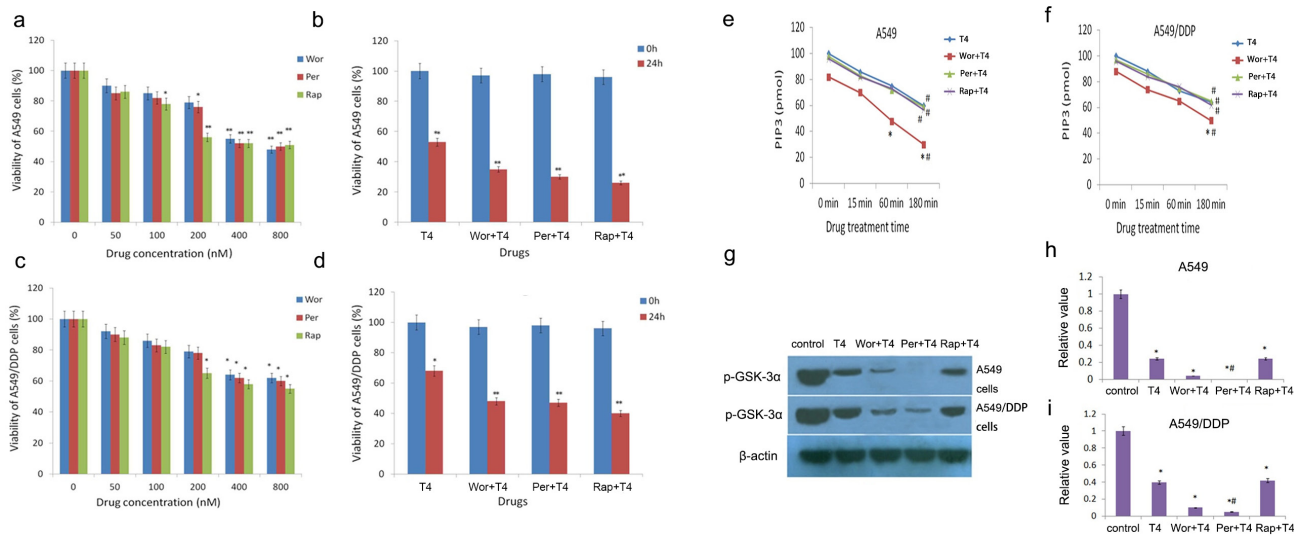 a
120
100
80
60
40
20
0
Viability of A549 cells (%)
Wor
Per
Rap
*
*
**
**
**
**
**
**
**
0
50
100
200
400
800
Drug concentration (nM)
b
120
100
80
60
40
20
0
Viability of A549 cells (%)
0h
24h
**
**
**
**
T4
Wor+T4
Per+T4
Rap+T4
Drugs
c
120
100
80
60
40
20
0
Viability of A549/DDP cells (%)
Wor
Per
Rap
*
*
*
*
*
*
*
0
50
100
200
400
800
Drug concentration (nM)
d
120
100
80
60
40
20
0
Viability of A549/DDP cells (%)
0h
24h
*
**
**
**
T4
Wor+T4
Per+T4
Rap+T4
Drugs
e
A549
120
100
80
60
40
20
0
PIP3 (pmol)
T4
Wor+T4
Per+T4
Rap+T4
#
#
#
*
*#
0 min
15 min
60 min
180 min
Drug treatment time
f
A549/DDP
120
100
80
60
40
20
0
PIP3 (pmol)
T4
Wor+T4
Per+T4
Rap+T4
#
#
#
*#
0 min
15 min
60 min
180 min
Drug treatment time
g
control T4 Wor+T4 Per+T4 Rap+T4
p-GSK-3α
A549
cells
p-GSK-3α
A549/DDP
cells
β-actin
h
A549
1.2
1
0.8
0.6
0.4
0.2
0
Relative value
*
*
*#
*
control
T4
Wor+T4
Per+T4
Rap+T4
i
A549/DDP
1.2
1
0.8
0.6
0.4
0.2
0
Relative value
*
*
*#
*
control
T4
Wor+T4
Per+T4
Rap+T4